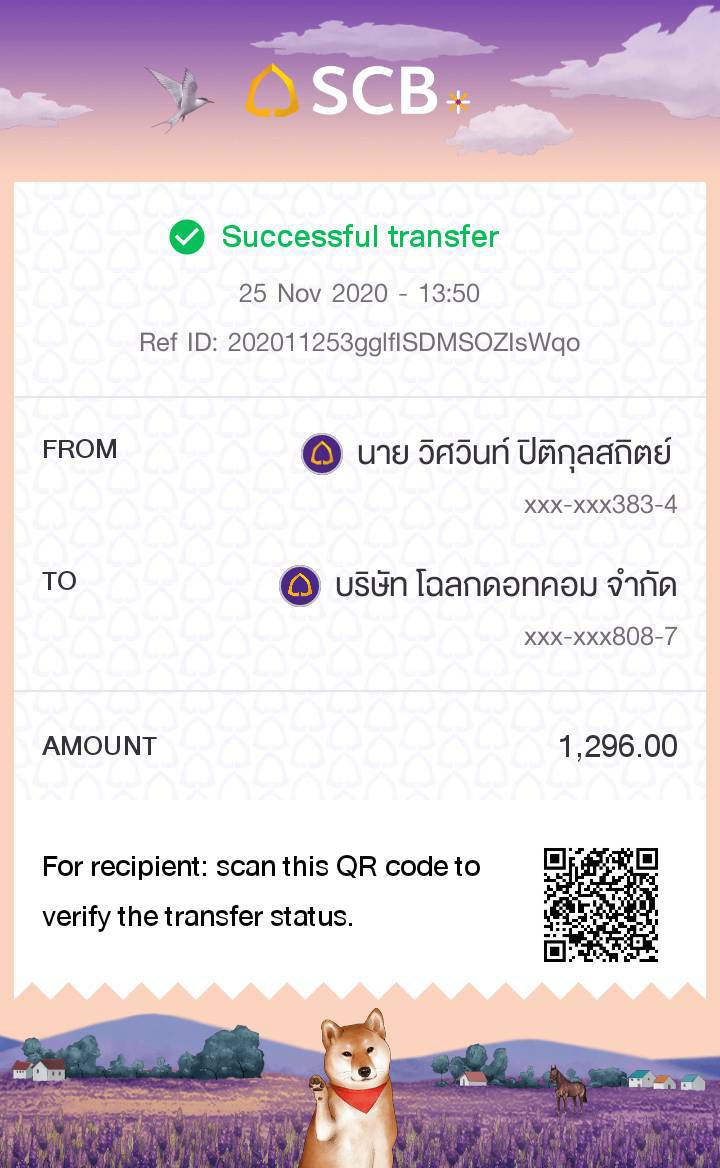 SCB
Successful transfer
25 Nov 2020 - 13:50
Ref ID: 202011253gglflSDMSOZlsWqo
FROM
นาย วิศวินท์ ปิติกุลสถิตย์
xxx-xxx383-4
TO
บริษัท โฉลกดอทคอม จำกัด
xxx-xxx808-7
AMOUNT
1,296.00
For recipient: scan this QR code to
verify the transfer status.